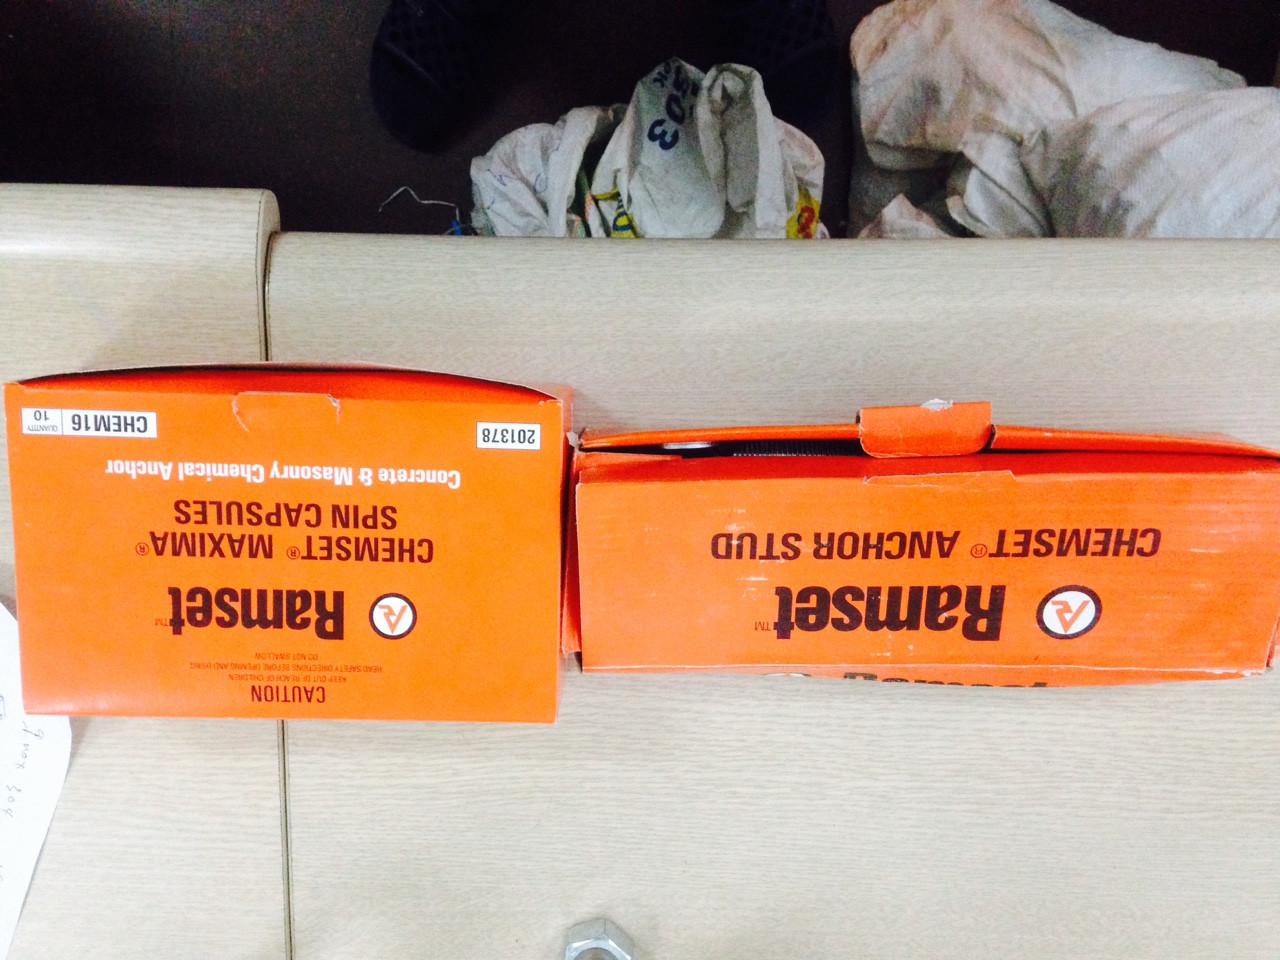 CAUTION
KEEP OUT OF REACH OF CHILDREN
READ SAFETY DIRECTIONS BEFORE OPENING AND USING
DO NOT SWALLOW
Ramset™
CHEMSET® MAXIMA®
SPIN CAPSULES
Concrete & Masonry Chemical Anchor
201378
CHEM16
QUANTITY
10
Ramset™
CHEMSET® ANCHOR STUD
Ramset